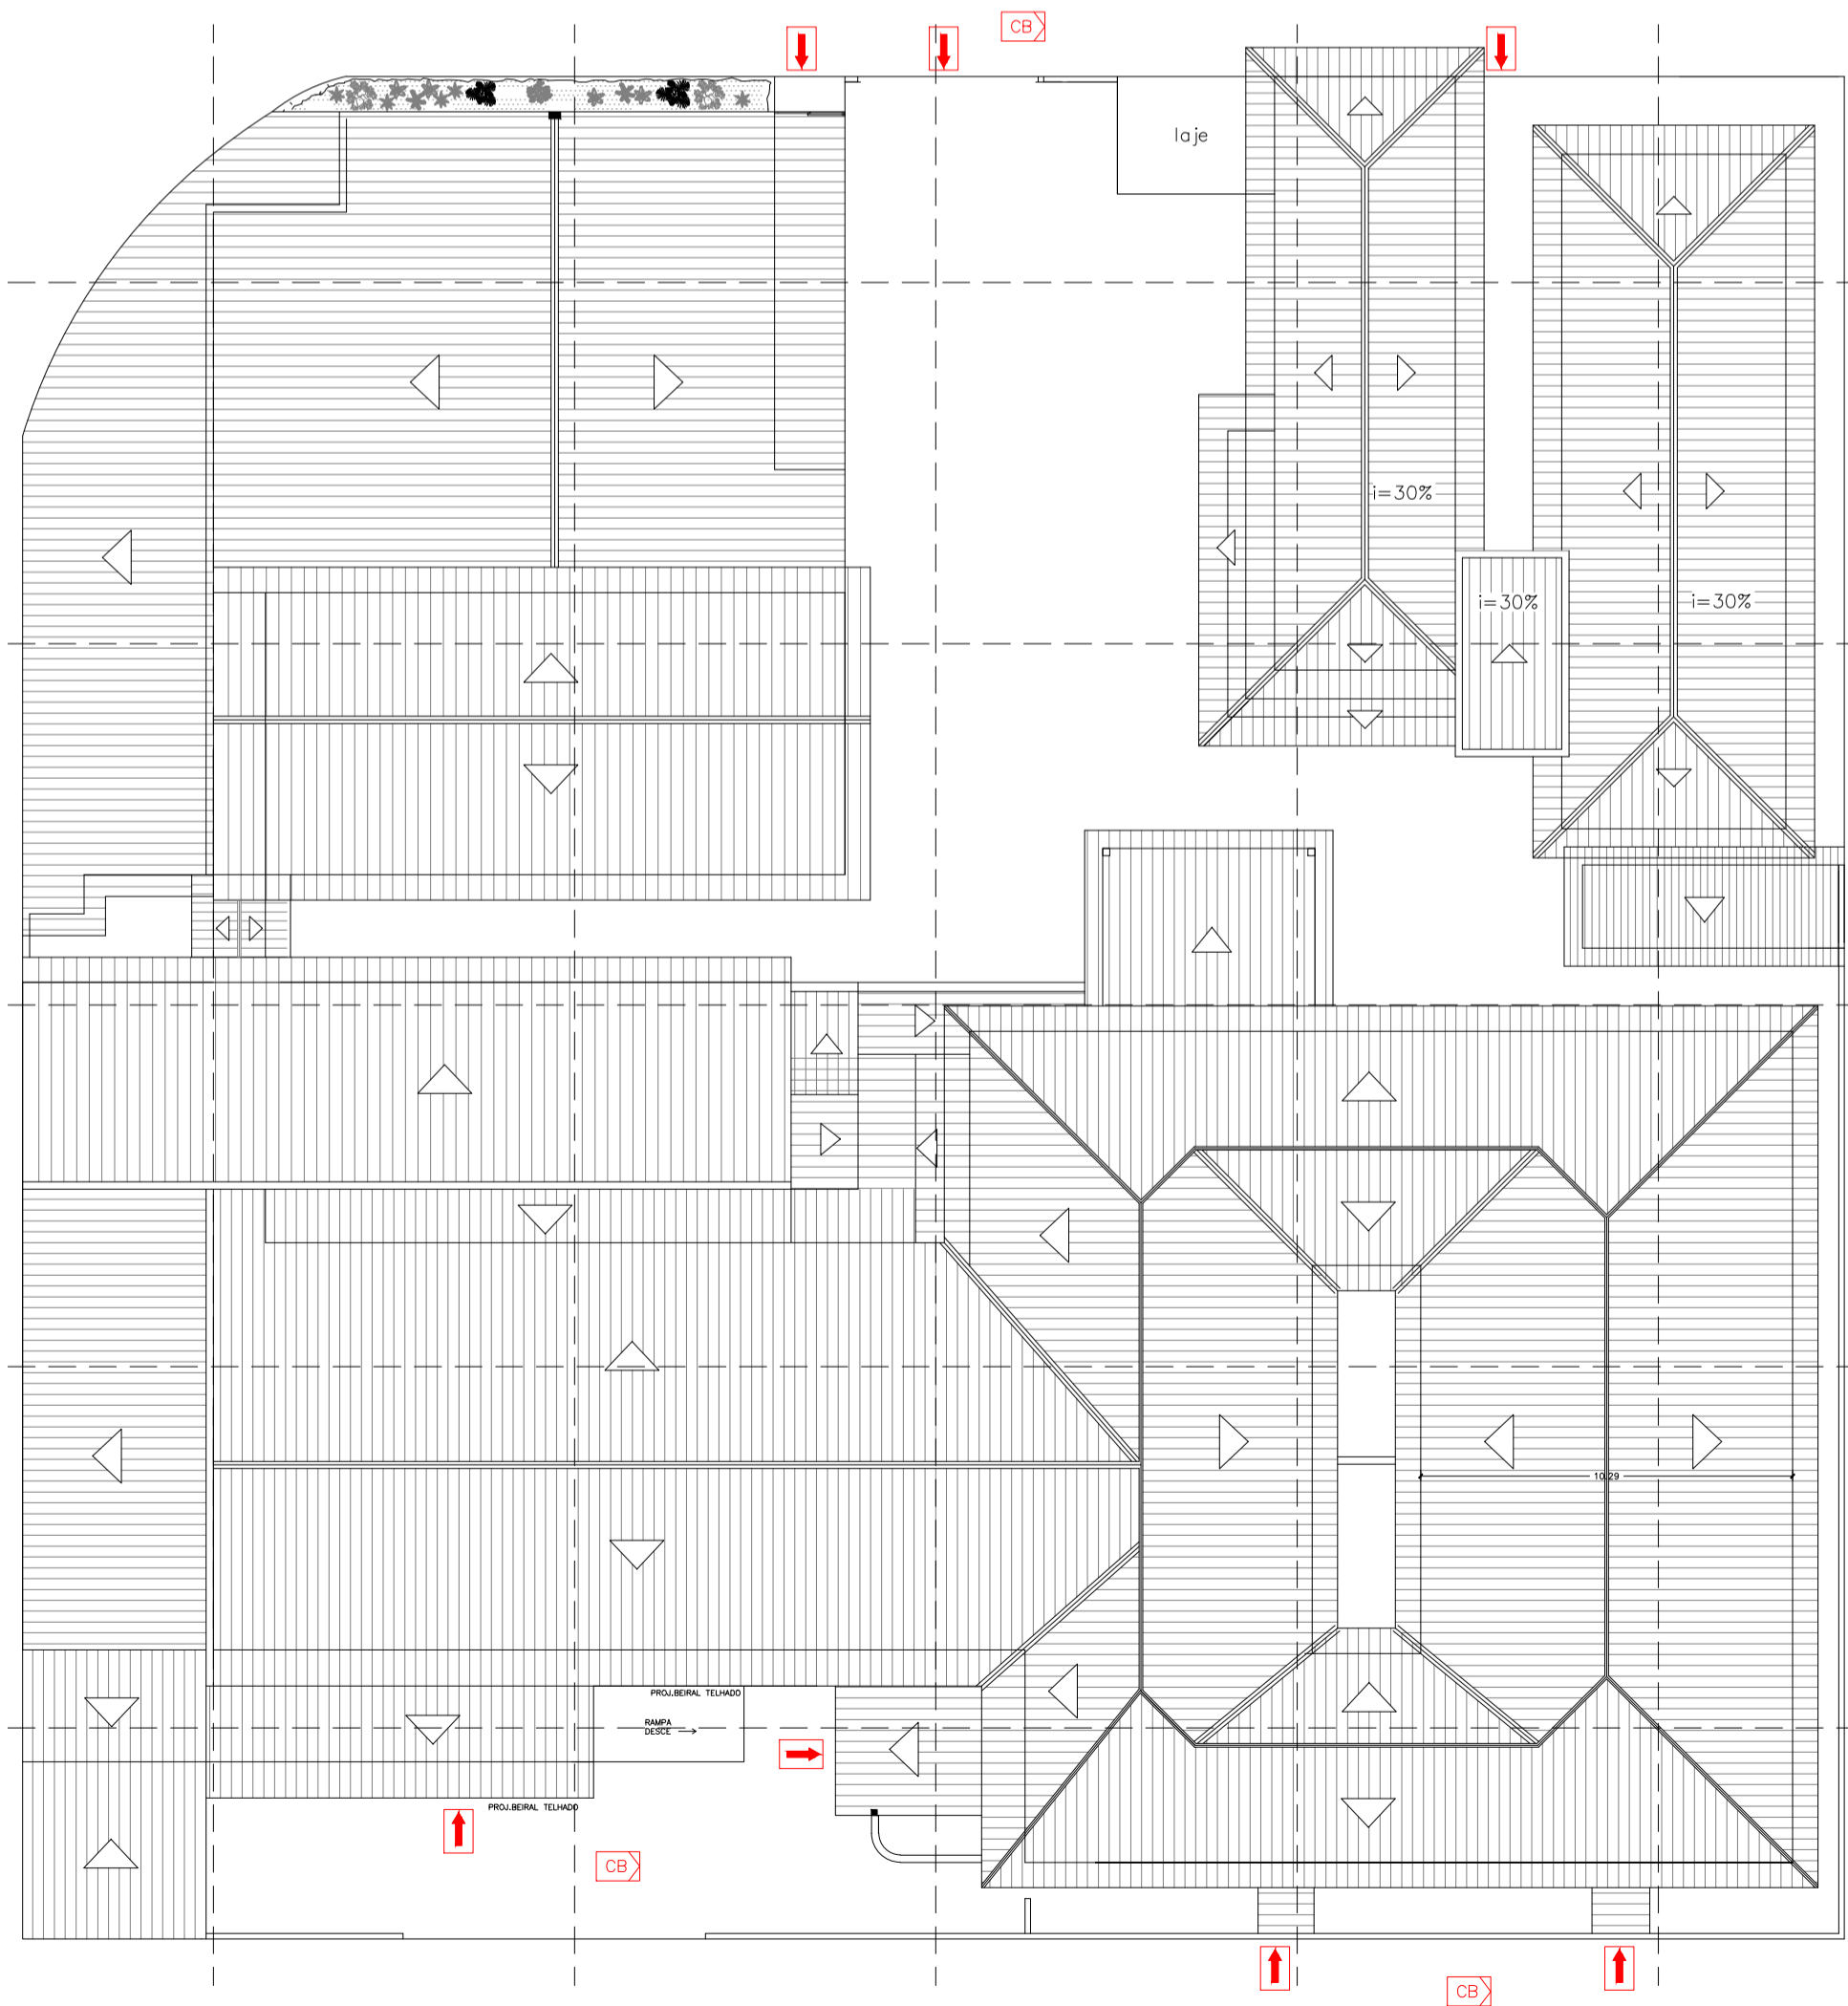 CB
laje
i=30%
i=30%
i=30%
10.29
PROJ.BEIRAL TELHADO
RAMPA
DESCE
PROJ.BEIRAL TELHADO
CB
CB